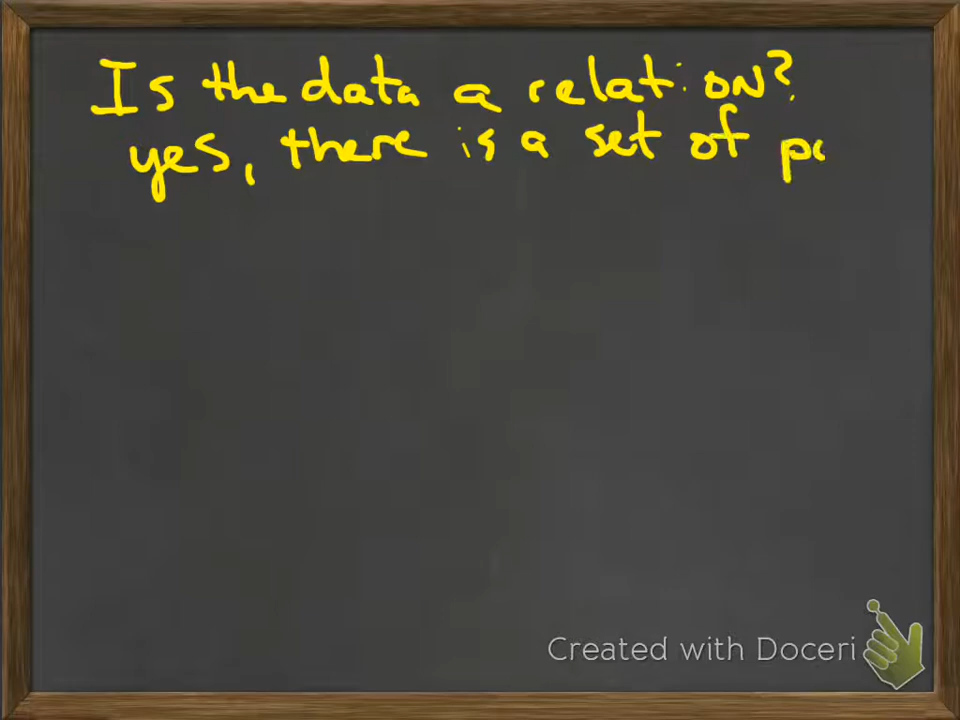 Is the data a relation?
yes, there is a set of
Created with Doceri